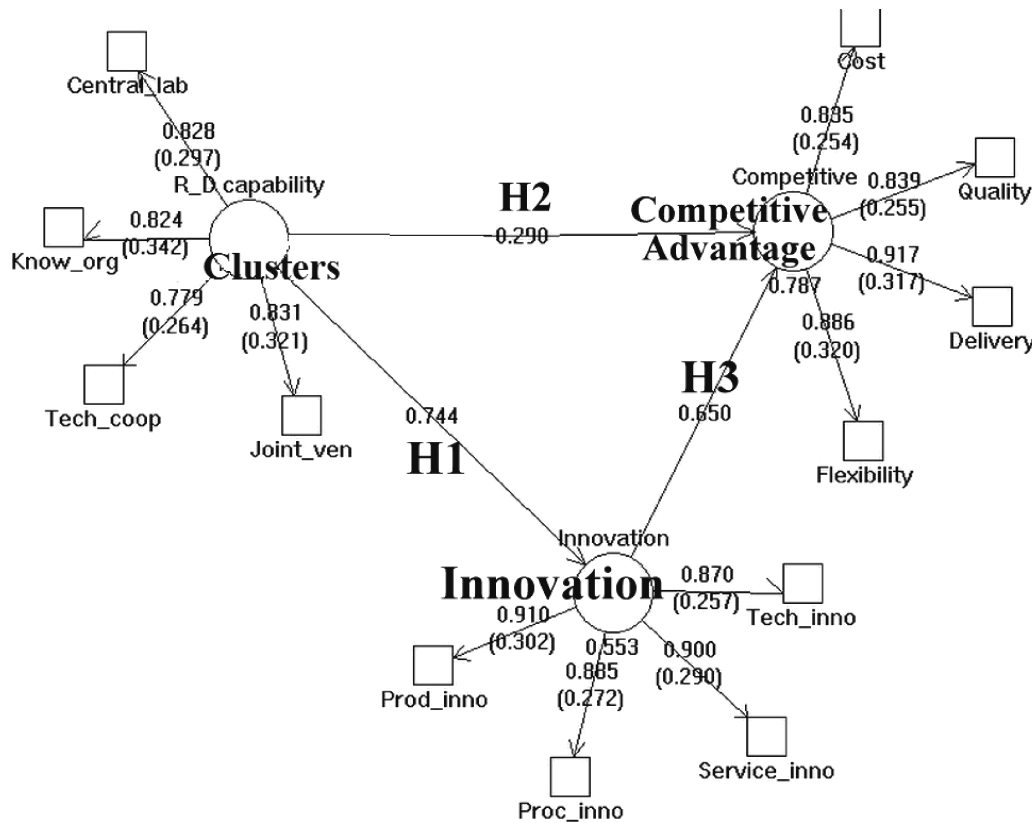 Cost
Central_lab
0.828
(0.297)
0.835
(0.254)
R_D capability
Competitive
0.839
(0.255)
Quality
Know_org
0.824
(0.342)
H2
0.290
Clusters
Competitive
Advantage
0.917
(0.317)
Delivery
0.787
0.779
(0.264)
0.831
(0.321)
0.886
(0.320)
Tech_coop
Joint_ven
0.744
H1
H3
0.650
Flexibility
Innovation
Innovation
0.870
(0.257)
Tech_inno
0.910
(0.302)
0.553
0.885
(0.272)
0.900
(0.290)
Prod_inno
Service_inno
Proc_inno